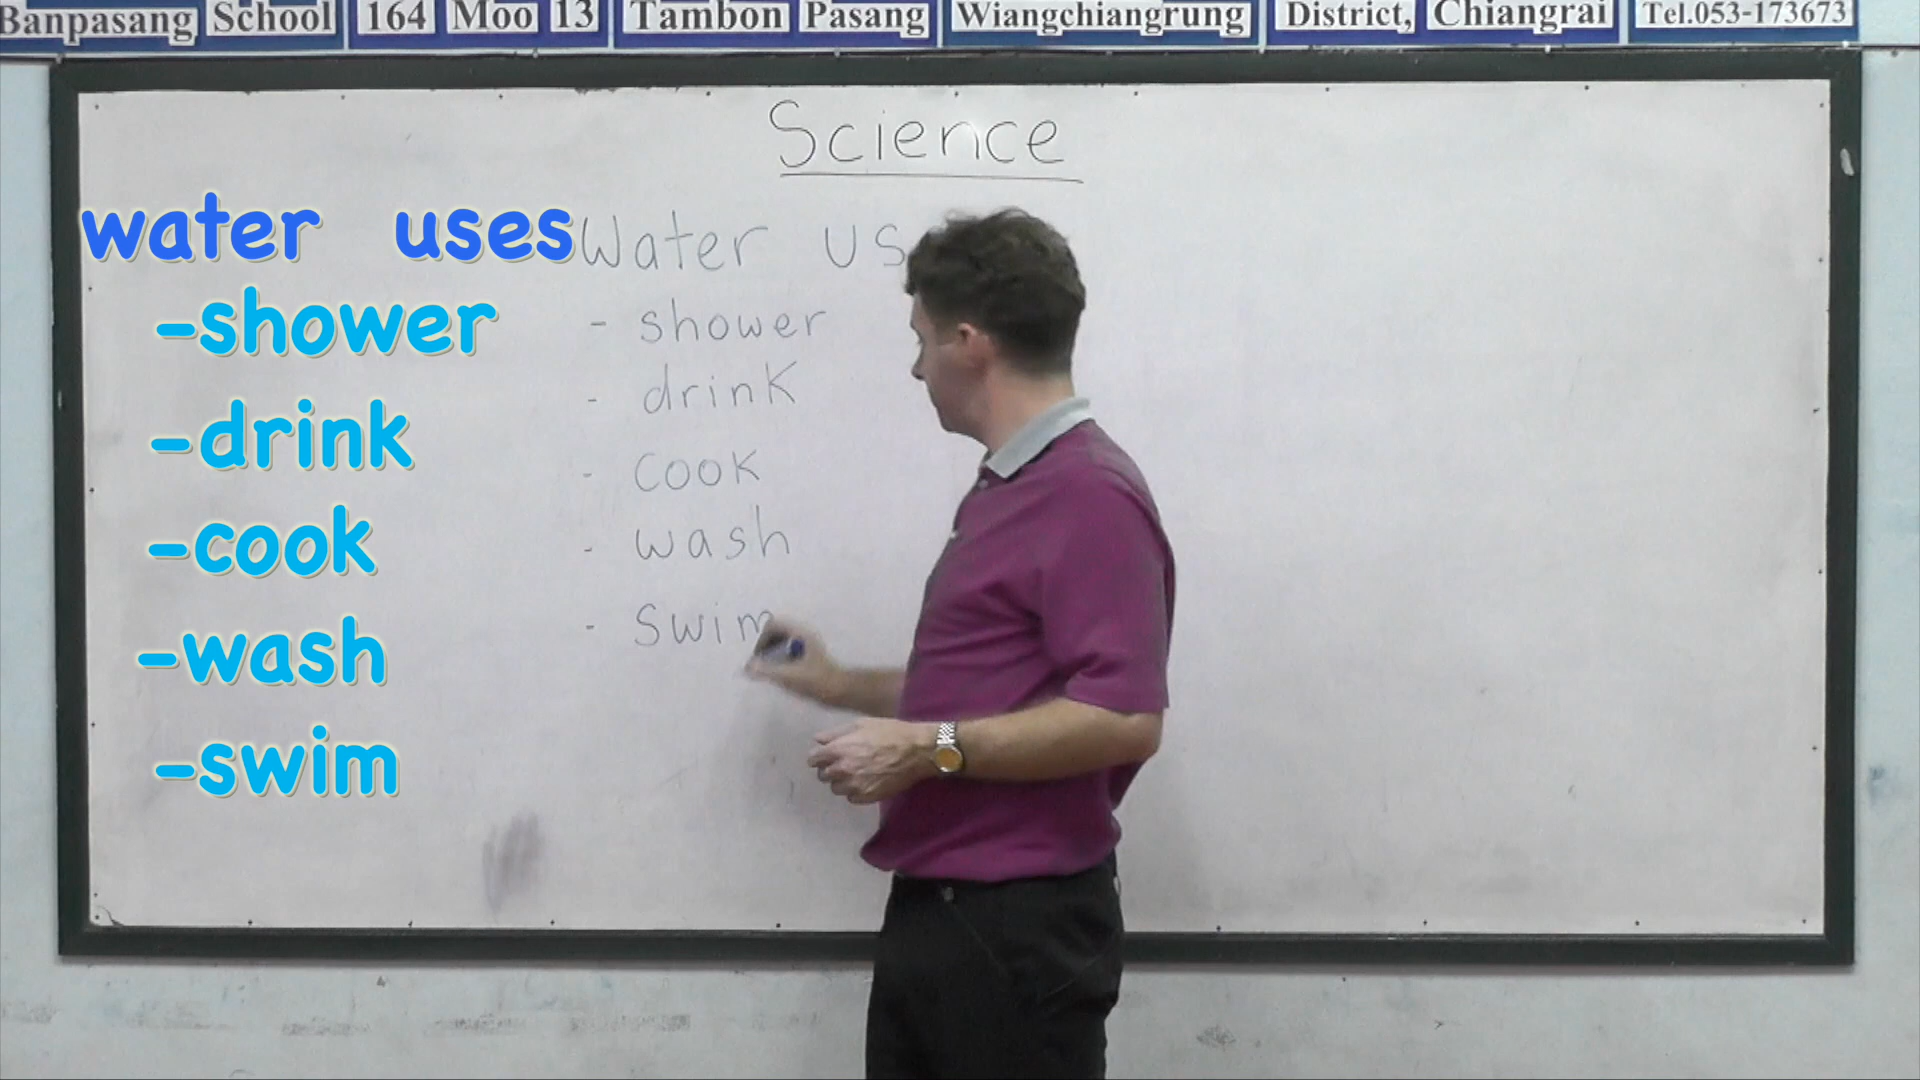 Banpasang School 164 Moo 13 Tambon Pasang Wiangchiangrung District, Chiangrai Tel.053-173673
Science
water uses
-shower
-drink
-cook
-wash
-swim
Water us
- shower
- drink
- cook
- wash
- swim